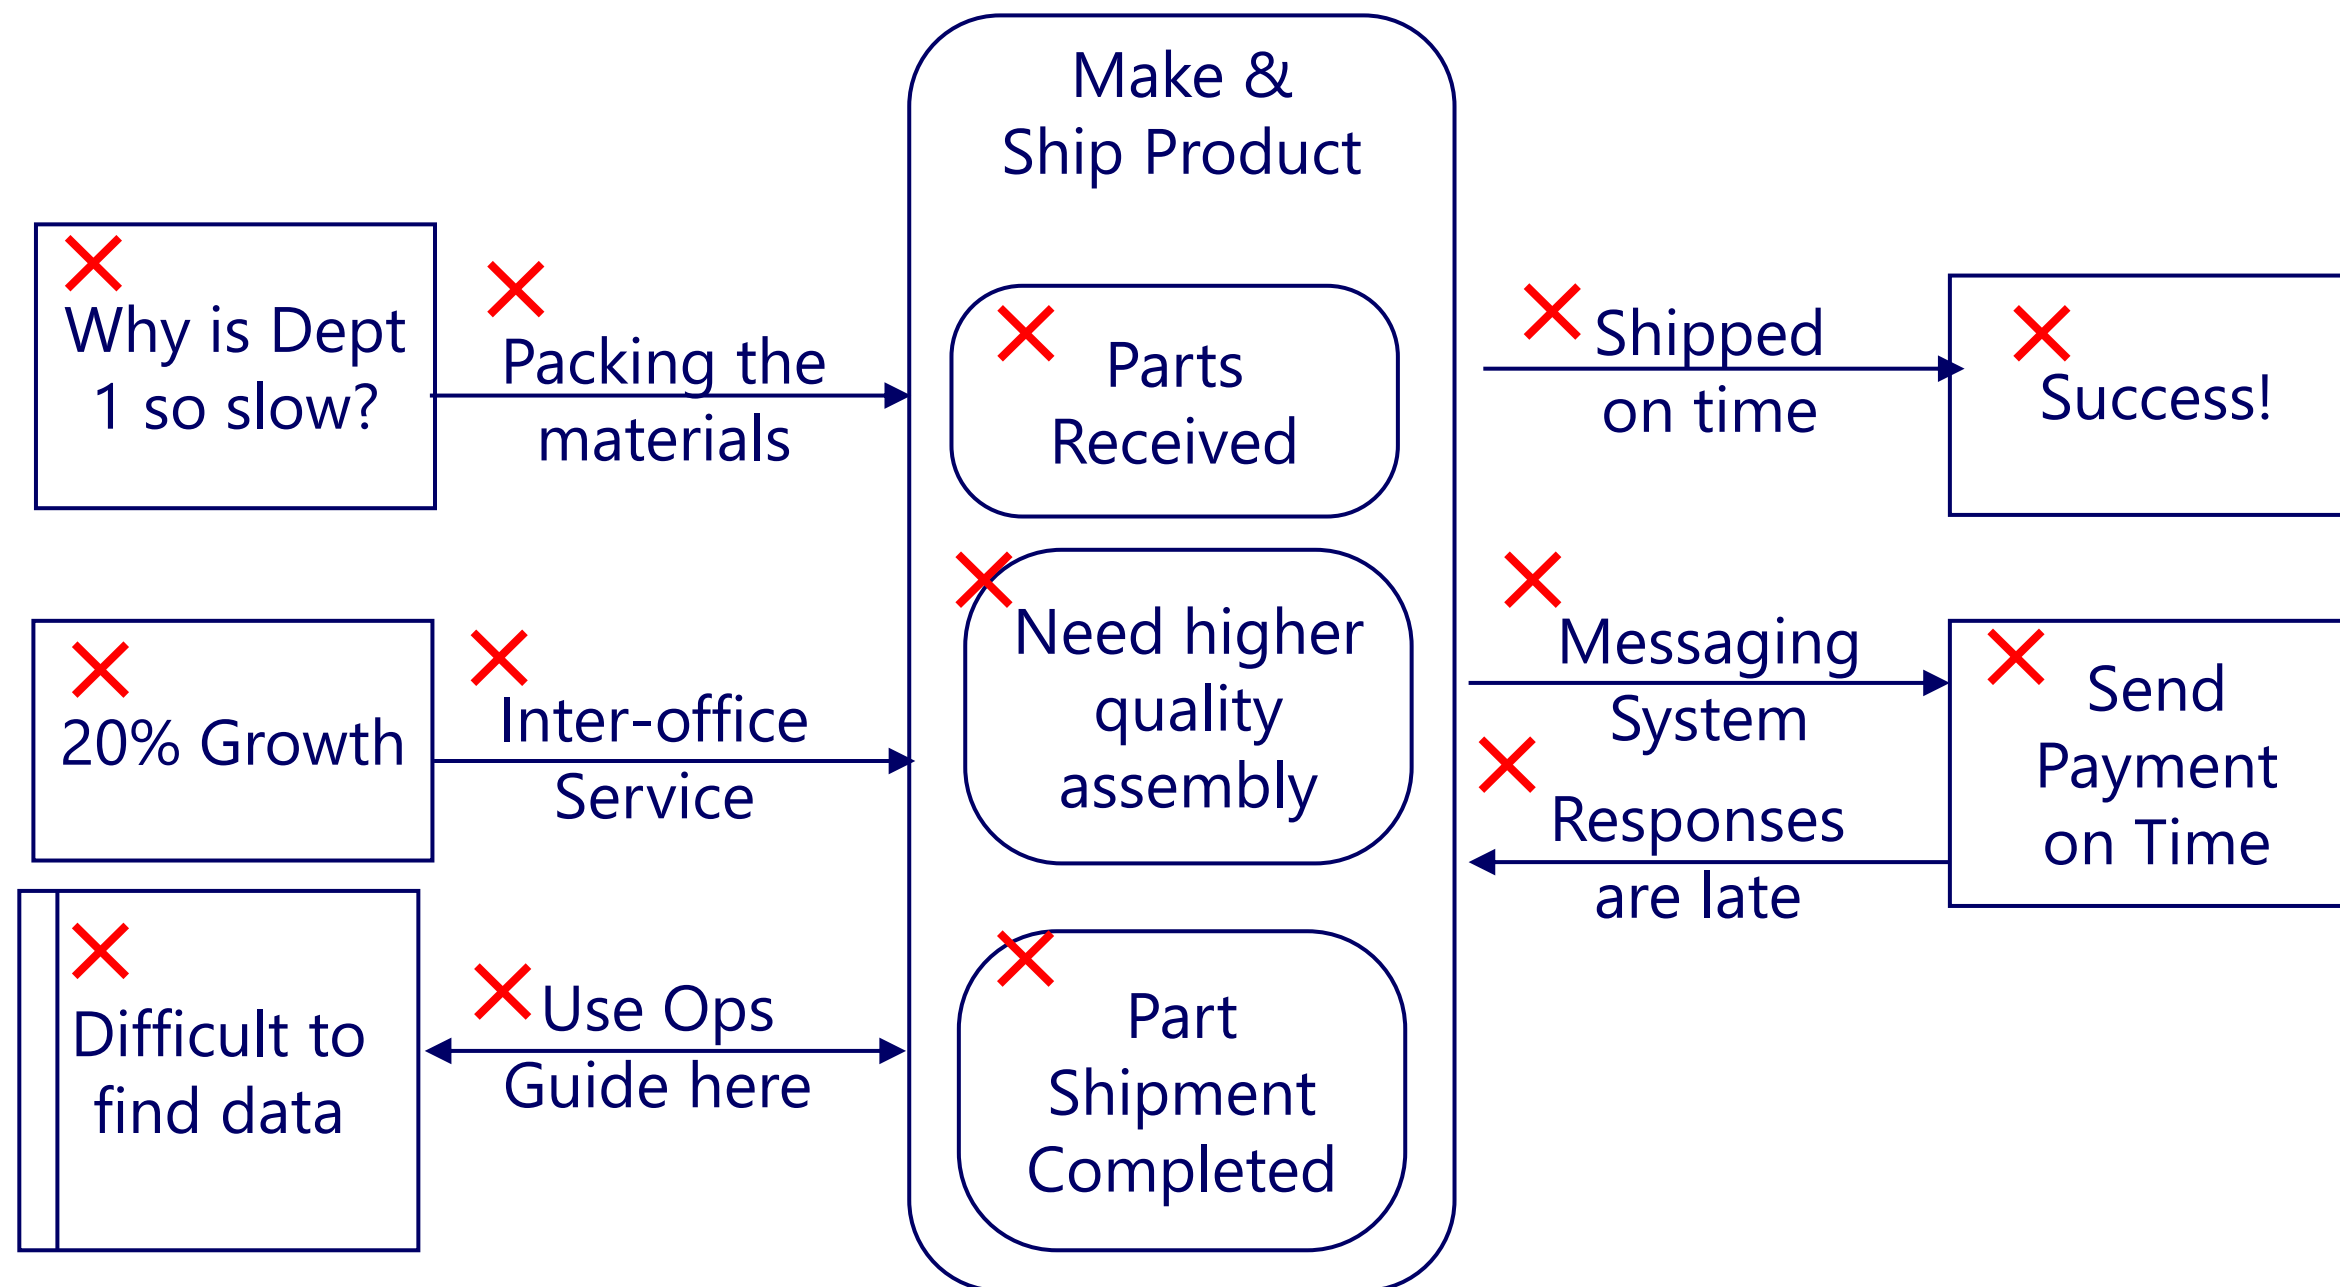 Make &
Ship Product
Why is Dept
1 so slow?
Packing the
materials
Parts
Received
Shipped
on time
Success!
20% Growth
Inter-office
Service
Need higher
quality
assembly
Messaging
System
Responses
are late
Send
Payment
on Time
Difficult to
find data
Use Ops
Guide here
Part
Shipment
Completed